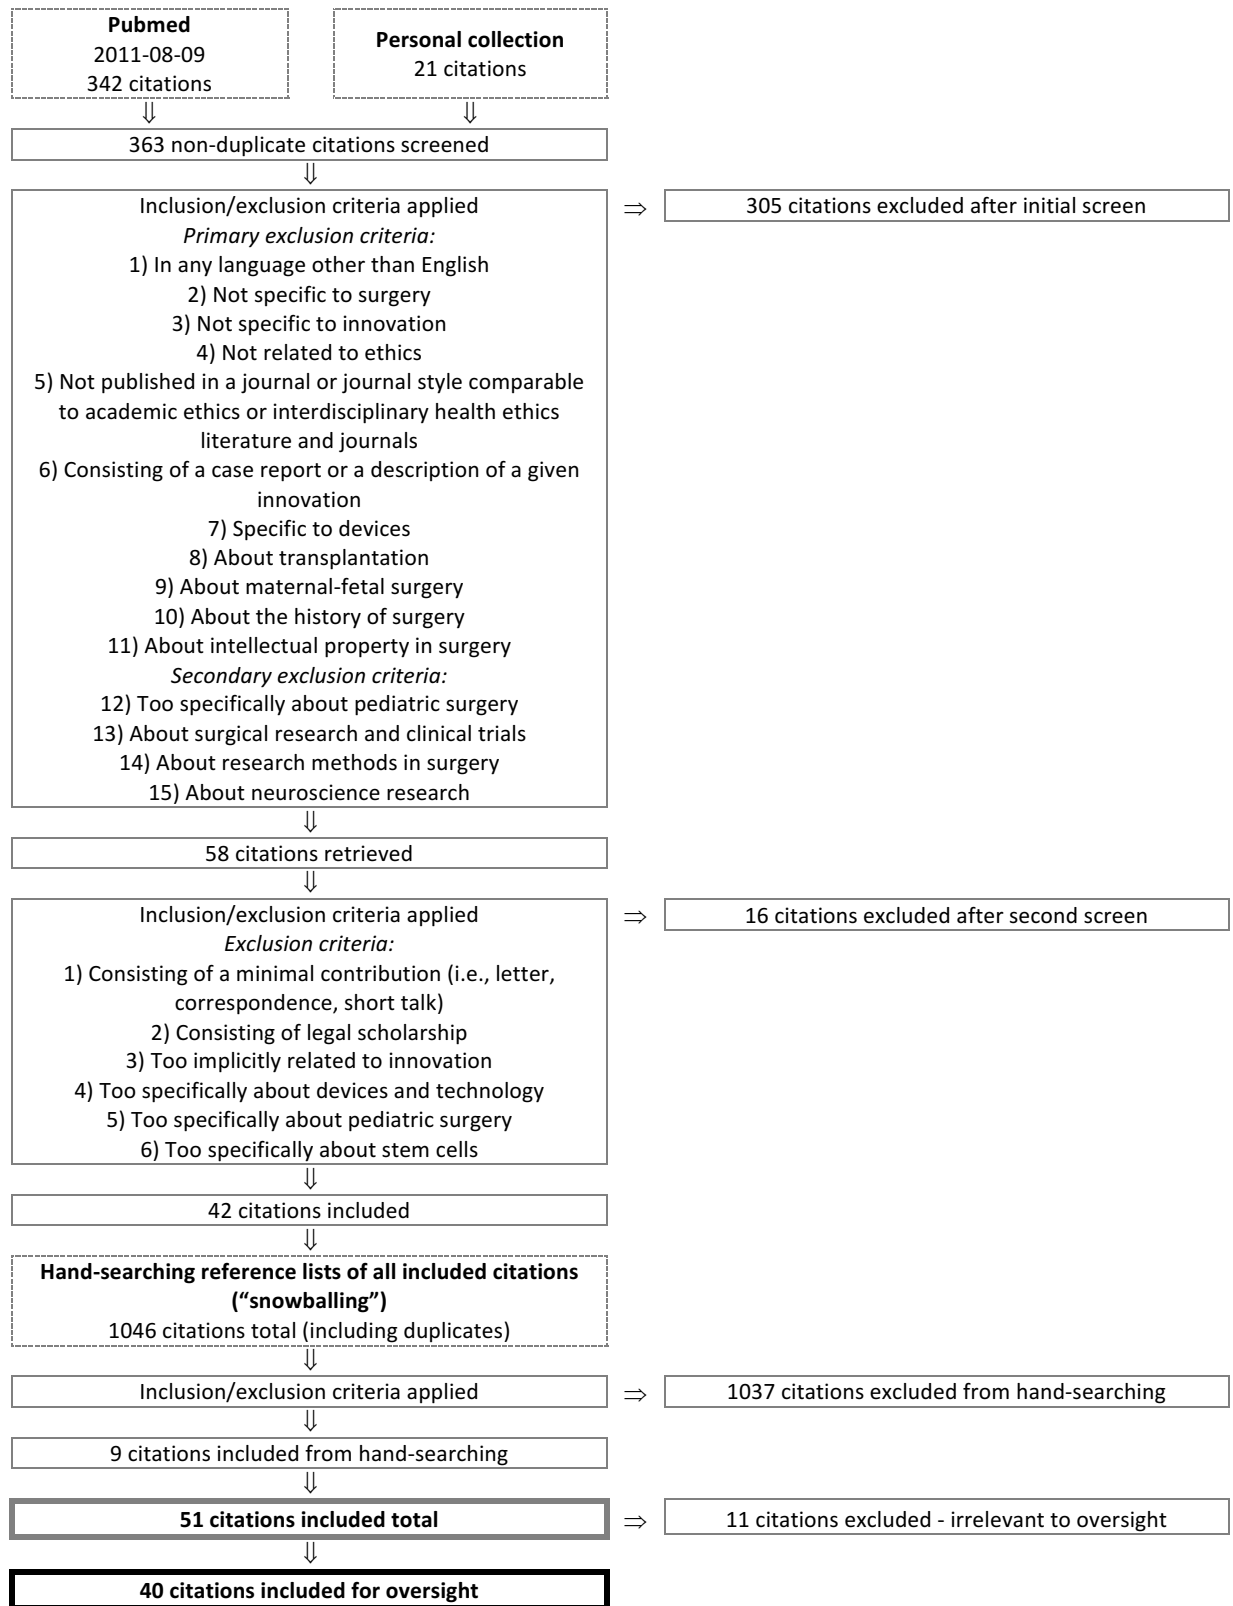 Pubmed
2011-08-09
342 citations
Personal collection
21 citations
⇓
⇓
363 non-duplicate citations screened
⇓
Inclusion/exclusion criteria applied
Primary exclusion criteria:
1) In any language other than English
2) Not specific to surgery
3) Not specific to innovation
4) Not related to ethics
5) Not published in a journal or journal style comparable
to academic ethics or interdisciplinary health ethics
literature and journals
6) Consisting of a case report or a description of a given
innovation
7) Specific to devices
8) About transplantation
9) About maternal-fetal surgery
10) About the history of surgery
11) About intellectual property in surgery
Secondary exclusion criteria:
12) Too specifically about pediatric surgery
13) About surgical research and clinical trials
14) About research methods in surgery
15) About neuroscience research
⇒
305 citations excluded after initial screen
⇓
58 citations retrieved
⇓
Inclusion/exclusion criteria applied
Exclusion criteria:
1) Consisting of a minimal contribution (i.e., letter,
correspondence, short talk)
2) Consisting of legal scholarship
3) Too implicitly related to innovation
4) Too specifically about devices and technology
5) Too specifically about pediatric surgery
6) Too specifically about stem cells
⇒
16 citations excluded after second screen
⇓
42 citations included
⇓
Hand-searching reference lists of all included citations
(“snowballing”)
1046 citations total (including duplicates)
⇓
Inclusion/exclusion criteria applied
⇒
1037 citations excluded from hand-searching
⇓
9 citations included from hand-searching
⇓
51 citations included total
⇒
11 citations excluded - irrelevant to oversight
⇓
40 citations included for oversight